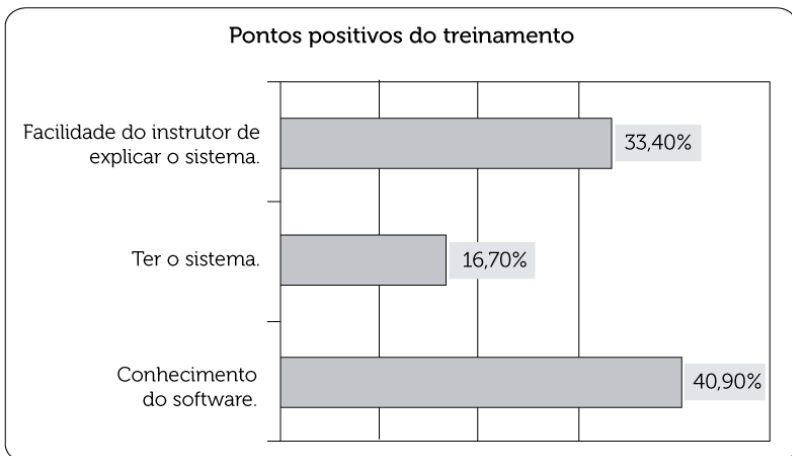 Pontos positivos do treinamento
Facilidade do instrutor de
explicar o sistema.
33,40%
Ter o sistema.
16,70%
Conhecimento
do software.
40,90%